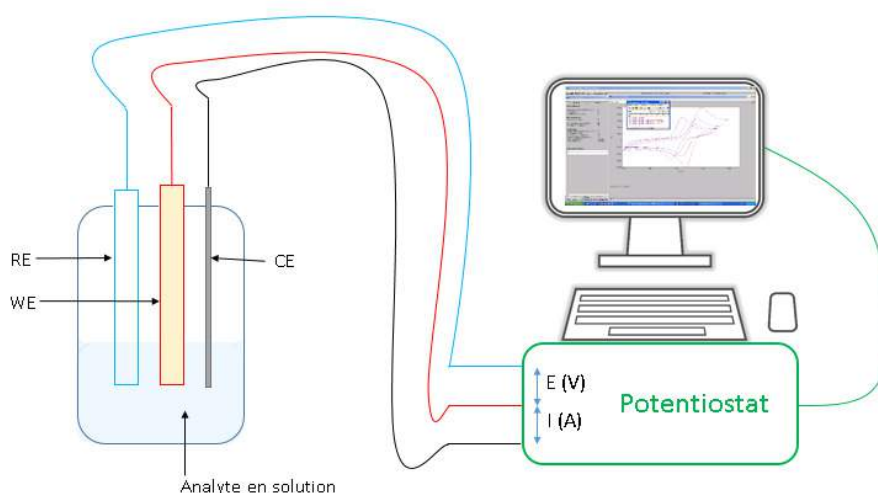 RE
CE
WE
E (V)
I (A)
Potentiostat
Analyte en solution